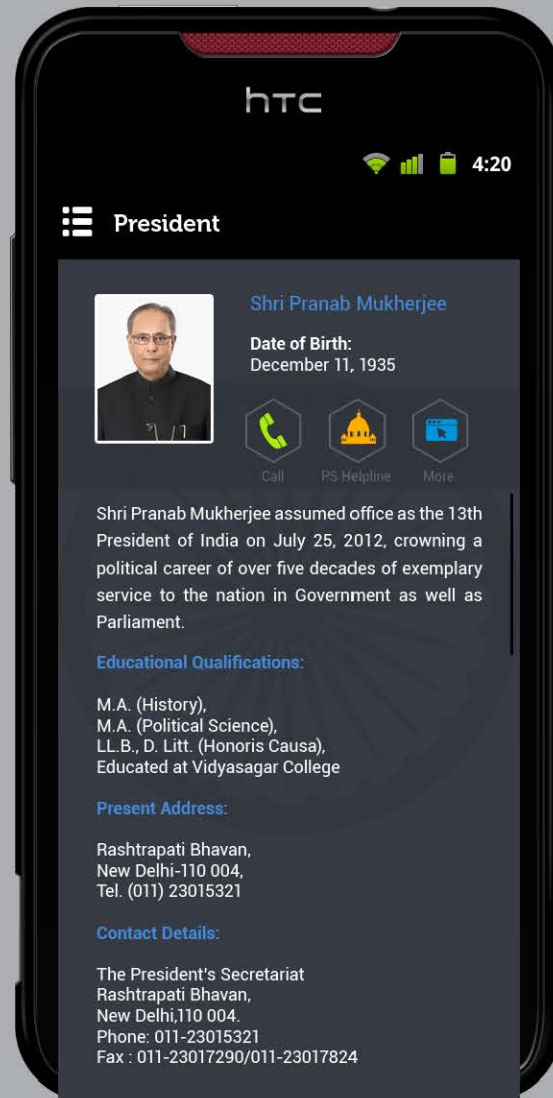 hTC
4:20
President
Shri Pranab Mukherjee
Date of Birth:
December 11, 1935
Call PS Helpline More
Shri Pranab Mukherjee assumed office as the 13th
President of India on July 25, 2012, crowning a
political career of over five decades of exemplary
service to the nation in Government as well as
Parliament.
Educational Qualifications:
M.A. (History),
M.A. (Political Science),
LL.B., D. Litt. (Honoris Causa),
Educated at Vidyasagar College
Present Address:
Rashtrapati Bhavan,
New Delhi-110 004,
Tel. (011) 23015321
Contact Details:
The President's Secretariat
Rashtrapati Bhavan,
New Delhi,110 004.
Phone: 011-23015321
Fax : 011-23017290/011-23017824